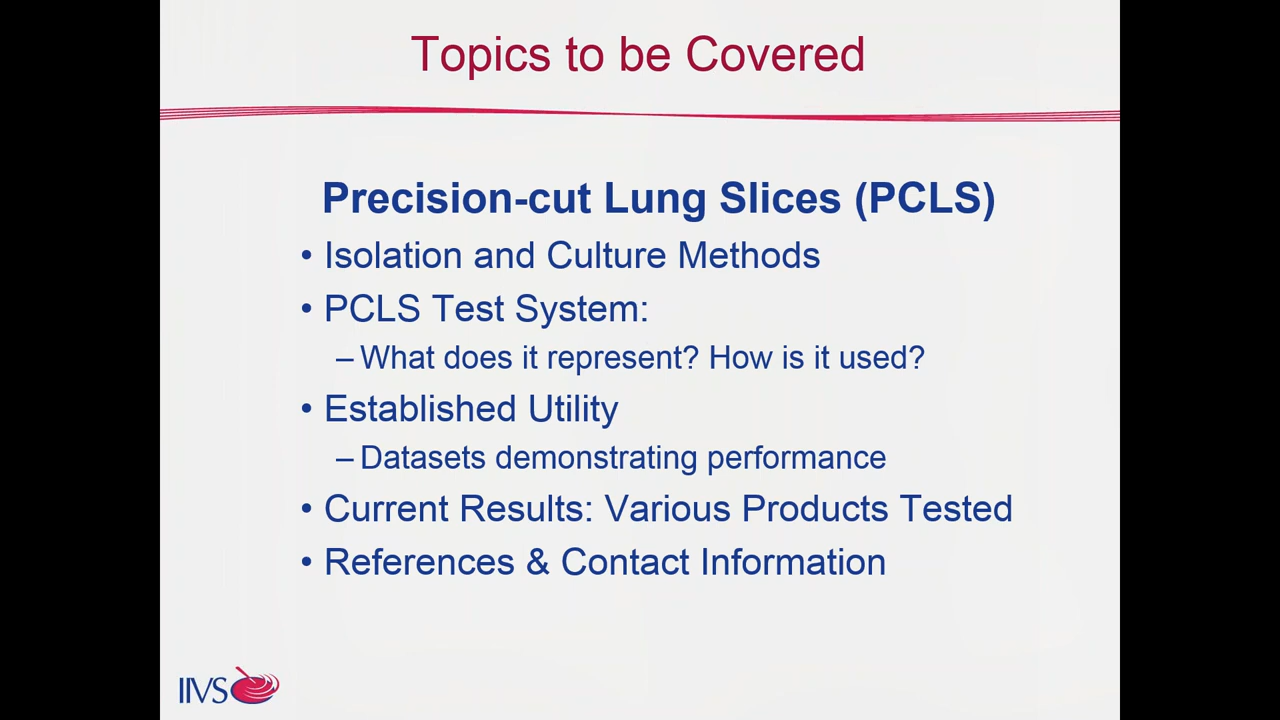 Topics to be Covered
Precision-cut Lung Slices (PCLS)
• Isolation and Culture Methods
• PCLS Test System:
– What does it represent? How is it used?
• Established Utility
– Datasets demonstrating performance
• Current Results: Various Products Tested
• References & Contact Information
IIVS